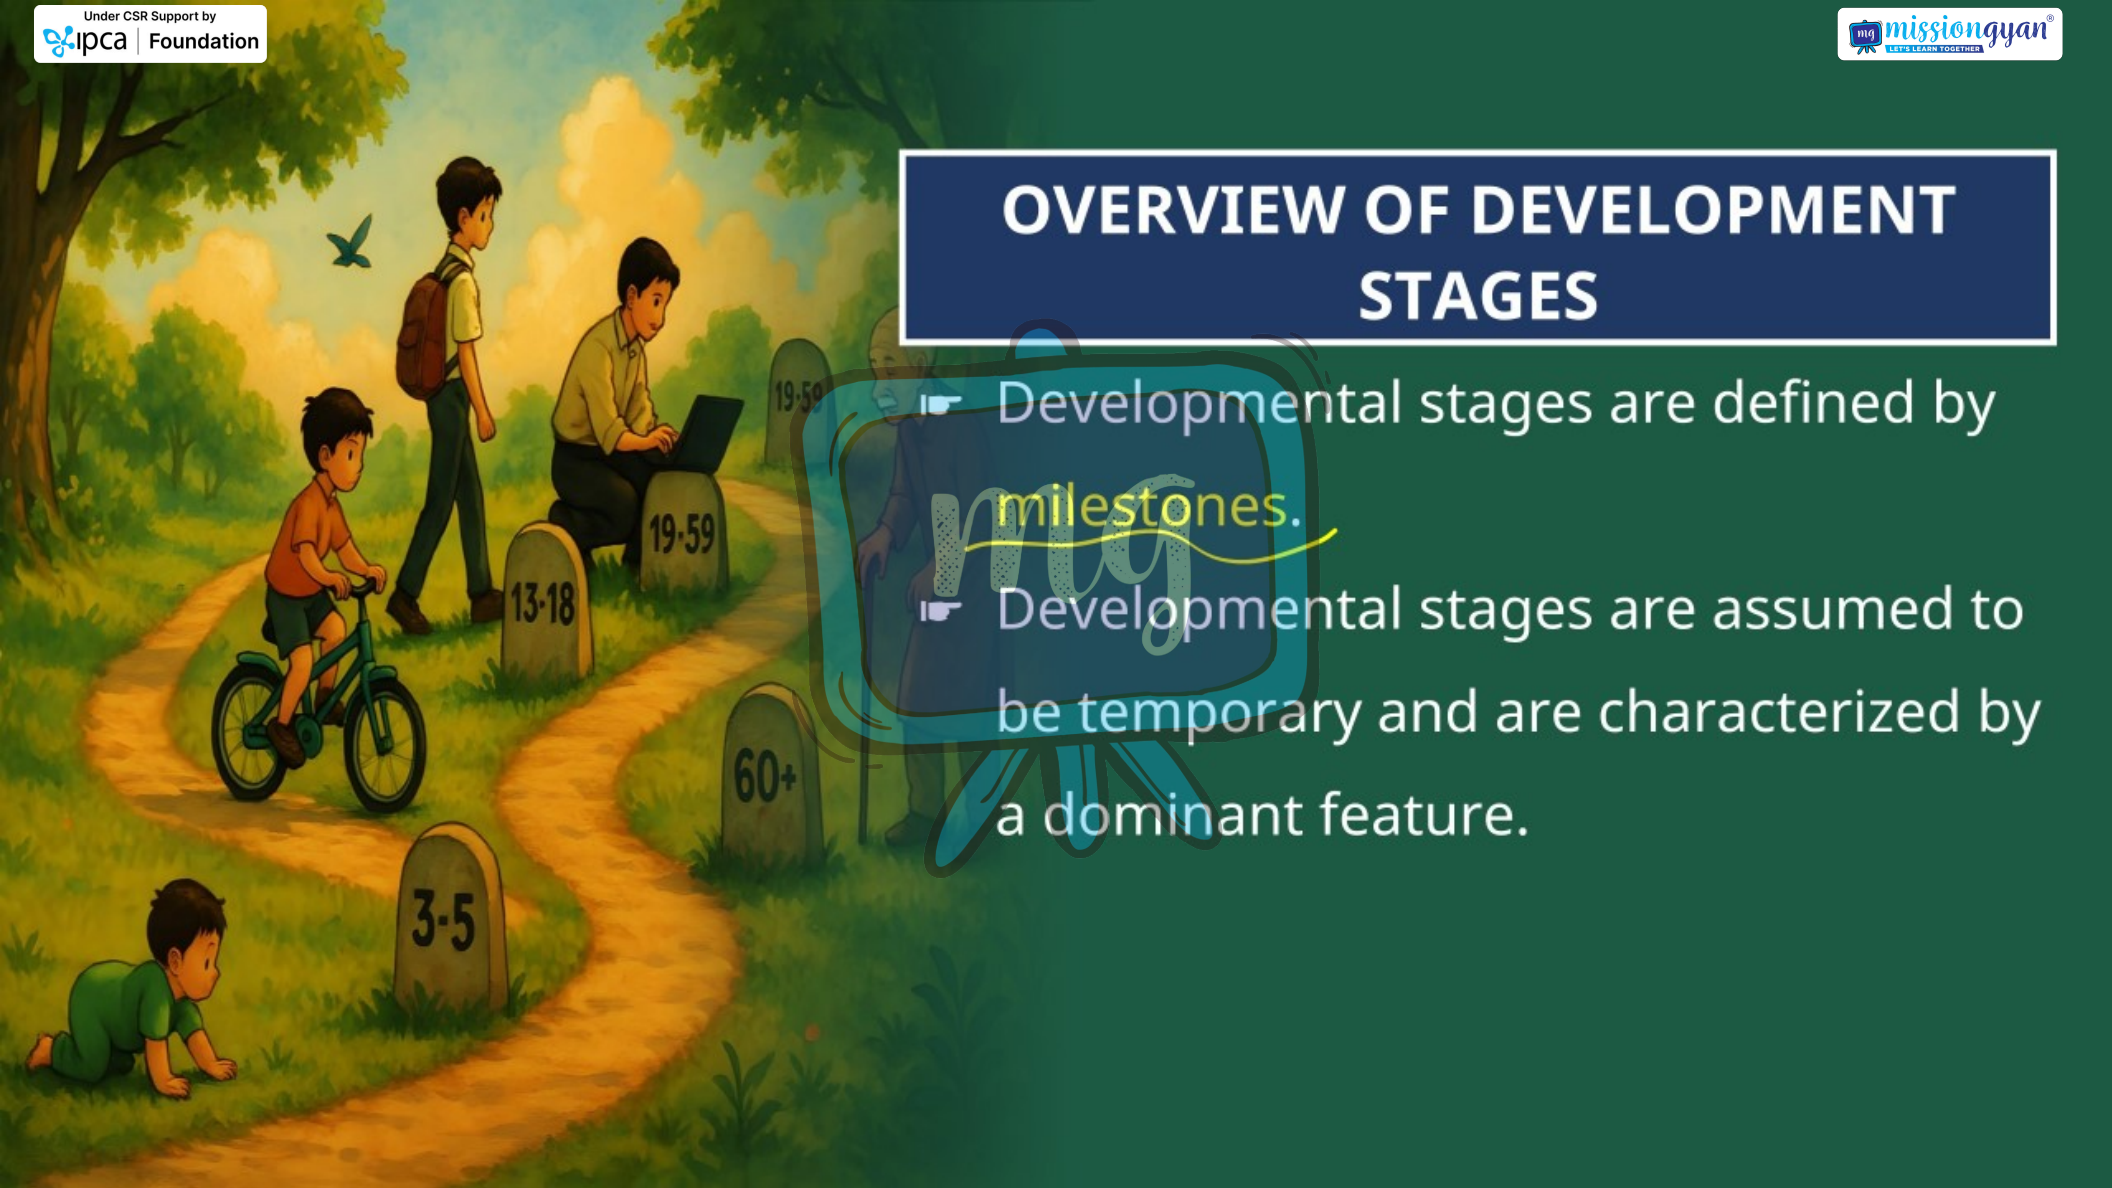 Under CSR Support by
ipca Foundation
mg missiongyan®
LET'S LEARN TOGETHER
OVERVIEW OF DEVELOPMENT
STAGES
☛ Developmental stages are defined by
milestones.
☛ Developmental stages are assumed to
be temporary and are characterized by
a dominant feature.
mg
19-59
19-59
13-18
60+
3-5